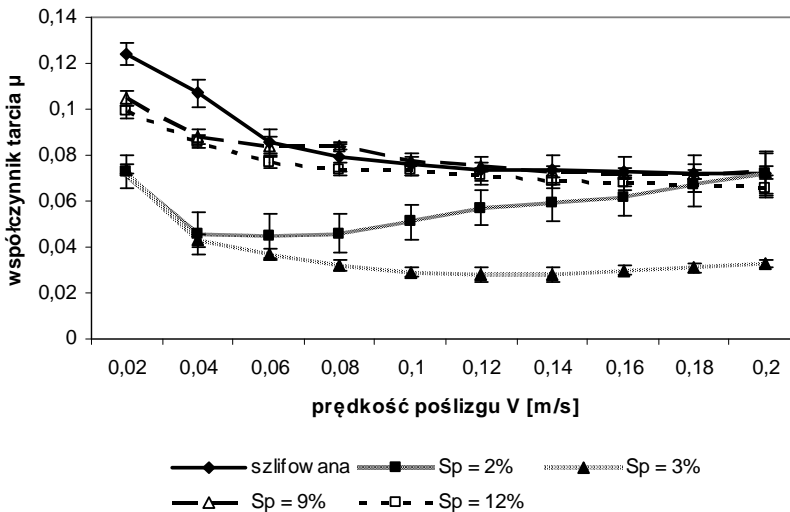 0,14
0,12
0,1
0,08
0,06
0,04
0,02
0
współczynnik tarcia µ
0,02 0,04 0,06 0,08 0,1 0,12 0,14 0,16 0,18 0,2
prędkość poślizgu V [m/s]
szlifowana Sp = 2% Sp = 3%
Sp = 9% Sp = 12%